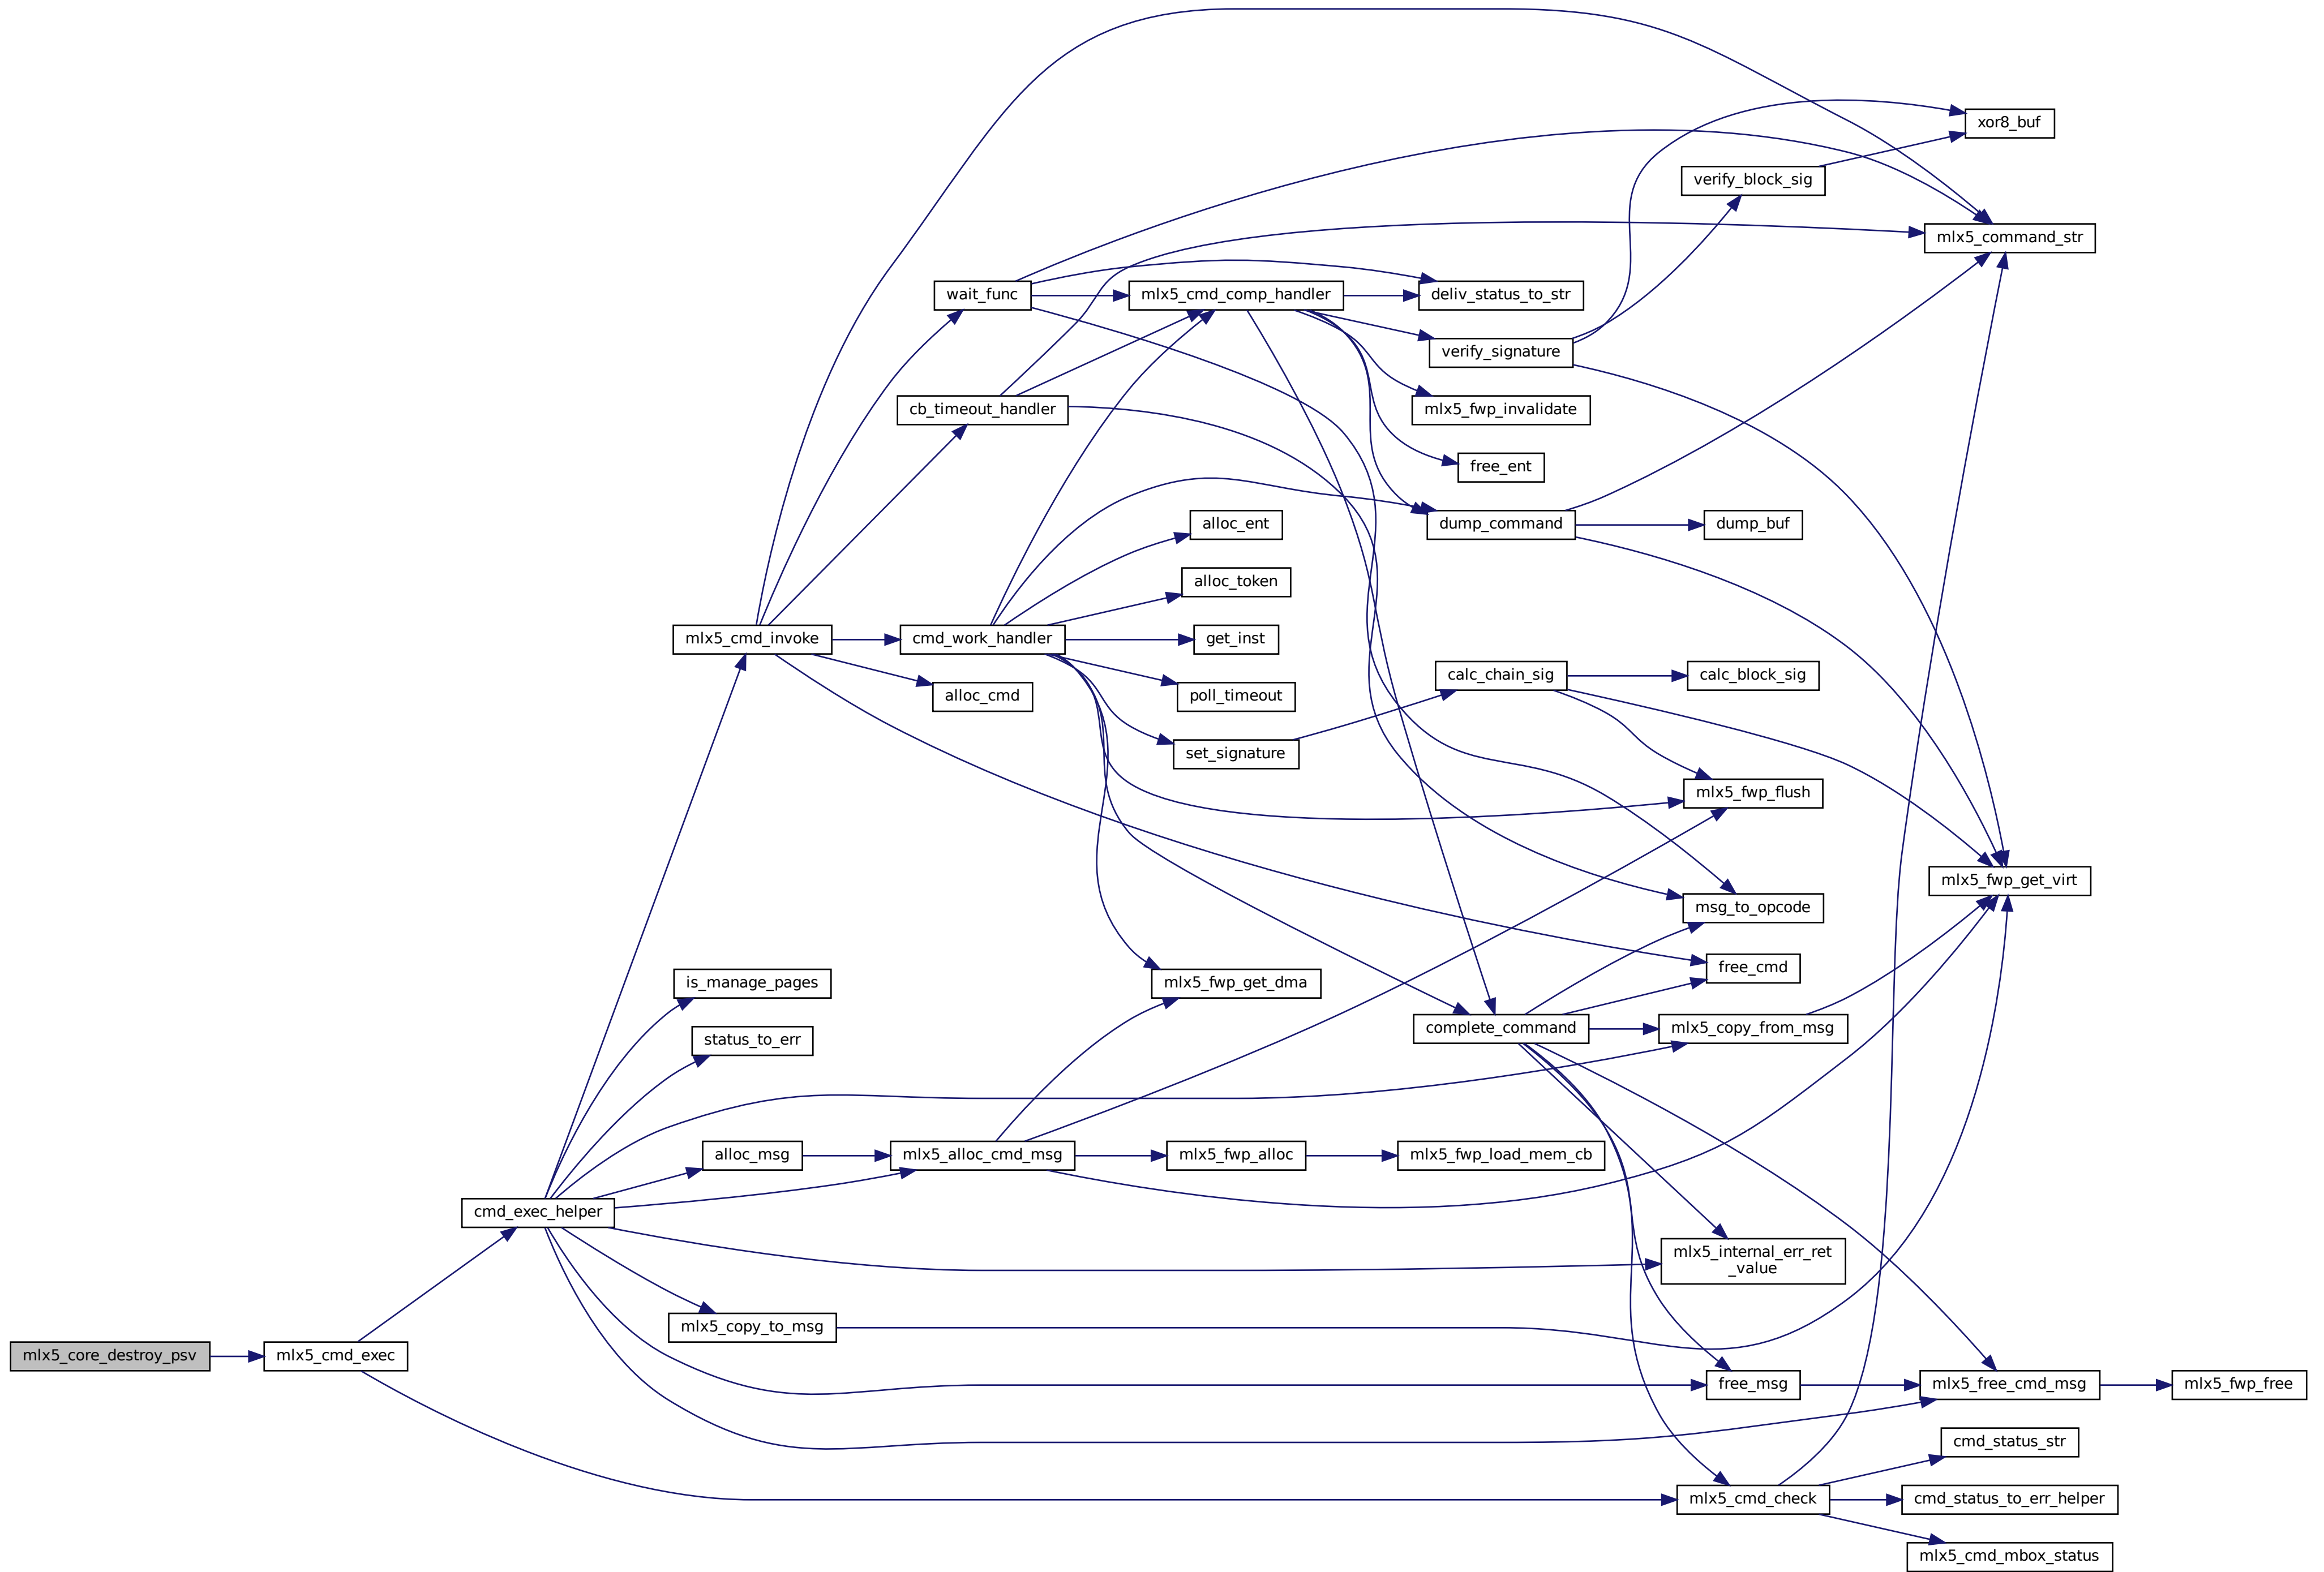 xor8_buf
verify_block_sig
mlx5_command_str
wait_func
mlx5_cmd_comp_handler
deliv_status_to_str
verify_signature
cb_timeout_handler
mlx5_fwp_invalidate
free_ent
alloc_ent
dump_command
dump_buf
alloc_token
mlx5_cmd_invoke
cmd_work_handler
get_inst
calc_chain_sig
calc_block_sig
alloc_cmd
poll_timeout
set_signature
mlx5_fwp_flush
mlx5_fwp_get_virt
msg_to_opcode
free_cmd
is_manage_pages
mlx5_fwp_get_dma
complete_command
mlx5_copy_from_msg
status_to_err
alloc_msg
mlx5_alloc_cmd_msg
mlx5_fwp_alloc
mlx5_fwp_load_mem_cb
cmd_exec_helper
mlx5_internal_err_ret
_value
mlx5_copy_to_msg
mlx5_core_destroy_psv
mlx5_cmd_exec
free_msg
mlx5_free_cmd_msg
mlx5_fwp_free
cmd_status_str
mlx5_cmd_check
cmd_status_to_err_helper
mlx5_cmd_mbox_status